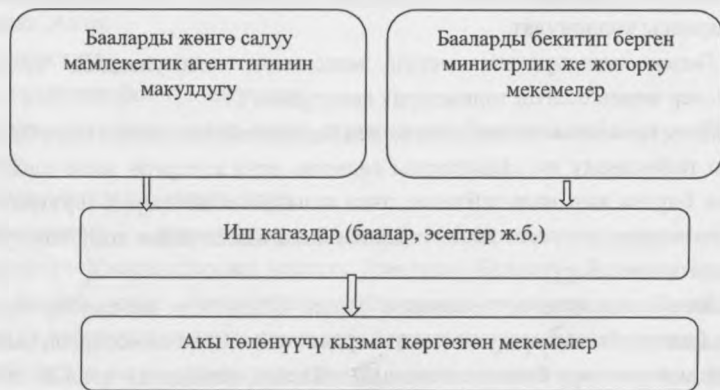 Бааларды жөнгө салуу
мамлекеттик агенттигинин
макулдугу
Бааларды бекитип берген
министрлик же жогорку
мекемелер
Иш кагаздар (баалар, эсептер ж.б.)
Акы төлөнүүчү кызмат көргөзгөн мекемелер